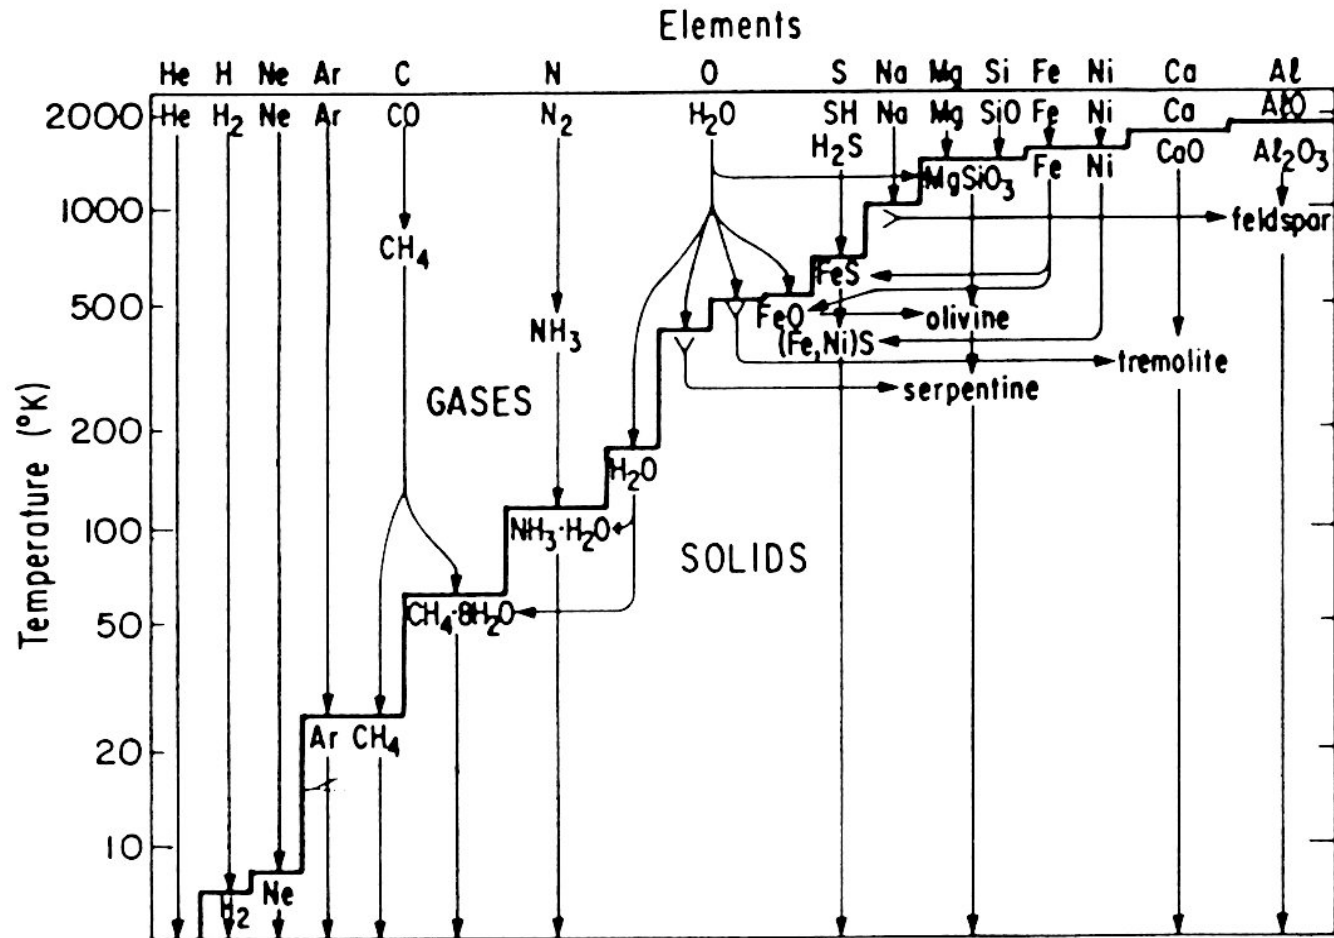 Elements
He H Ne Ar C N O S Na Mg Si Fe Ni Ca Al
2000 He H₂ Ne Ar CO N₂ H₂O SH Na Mg SiO Fe Ni Ca AlO
H₂S MgSiO₃ Fe Ni CaO Al₂O₃
1000 feldspar
CH₄ FeS
500 NH₃ FeO olivine
(Fe,Ni)S tremolite
GASES serpentine
200
H₂O
100 NH₃·H₂O SOLIDS
50 CH₄·8H₂O
20 Ar CH₄
10
H₂ Ne
Temperature (°K)